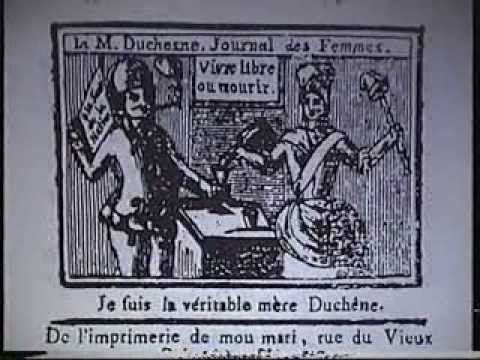 La M. Duchesne. Journal des Femmes.
Vivre libre
ou mourir.
Je suis la véritable mère Duchêne.
De l'imprimerie de mou mari, rue du Vieux